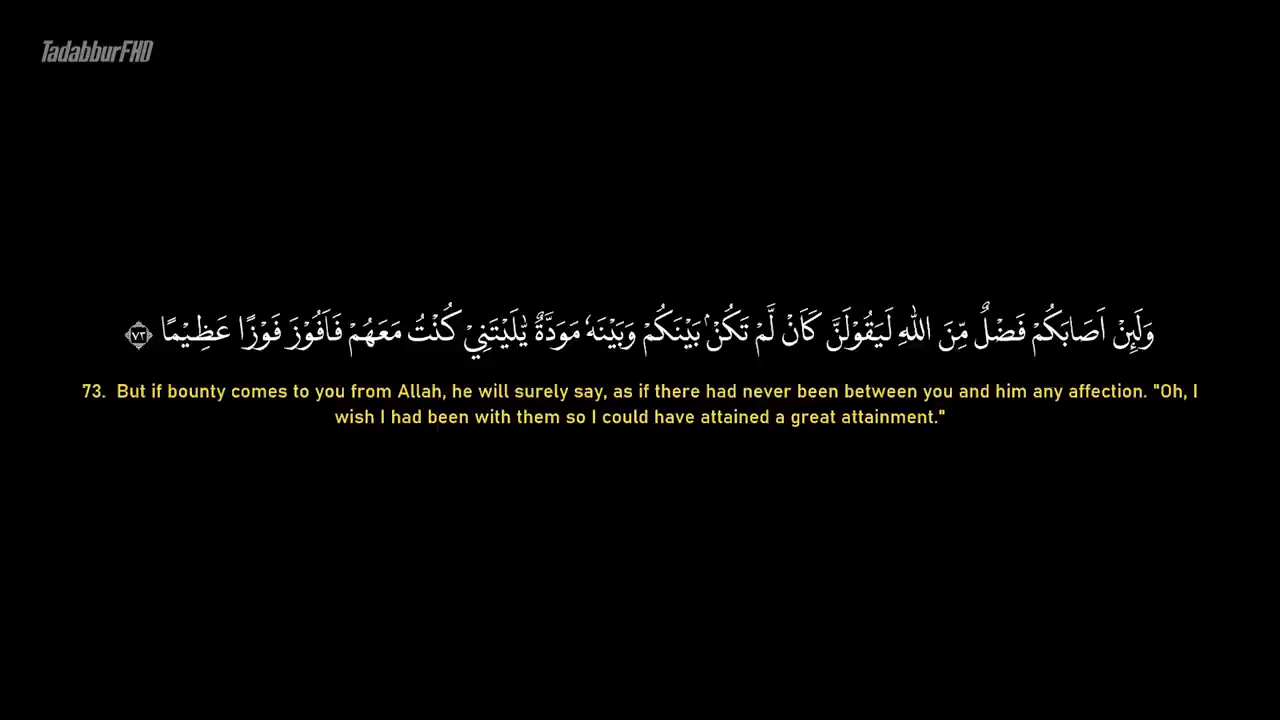 TadabburFHD
وَلَىِٕنْ اَصَابَكُمْ فَضْلٌ مِّنَ اللّٰهِ لَيَقُوْلَنَّ كَاَنْ لَّمْ تَكُنْۢ بَيْنَكُمْ وَبَيْنَهٗ مَوَدَّةٌ يّٰلَيْتَنِيْ كُنْتُ مَعَهُمْ فَاَفُوْزَ فَوْزًا عَظِيْمًا ٧٣
73. But if bounty comes to you from Allah, he will surely say, as if there had never been between you and him any affection. "Oh, I
wish I had been with them so I could have attained a great attainment."